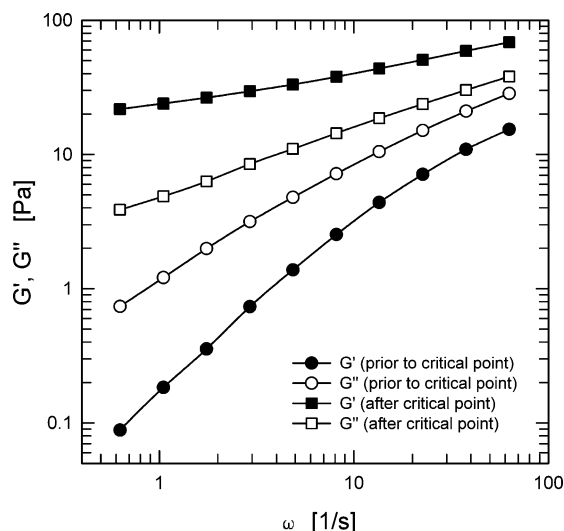 100
10
1
0.1
G', G'' [Pa]
G' (prior to critical point)
G'' (prior to critical point)
G' (after critical point)
G'' (after critical point)
1
10
100
ω [1/s]